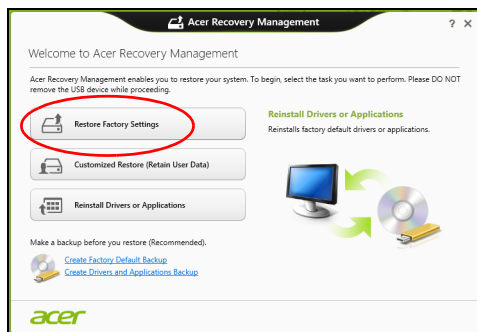 Acer Recovery Management
? X
Welcome to Acer Recovery Management
Acer Recovery Management enables you to restore your system. To begin, select the task you want to perform. Please DO NOT
remove the USB device while proceeding.
Restore Factory Settings
Customized Restore (Retain User Data)
Reinstall Drivers or Applications
Reinstall Drivers or Applications
Reinstalls factory default drivers or applications.
Make a backup before you restore (Recommended).
Create Factory Default Backup
Create Drivers and Applications Backup
acer